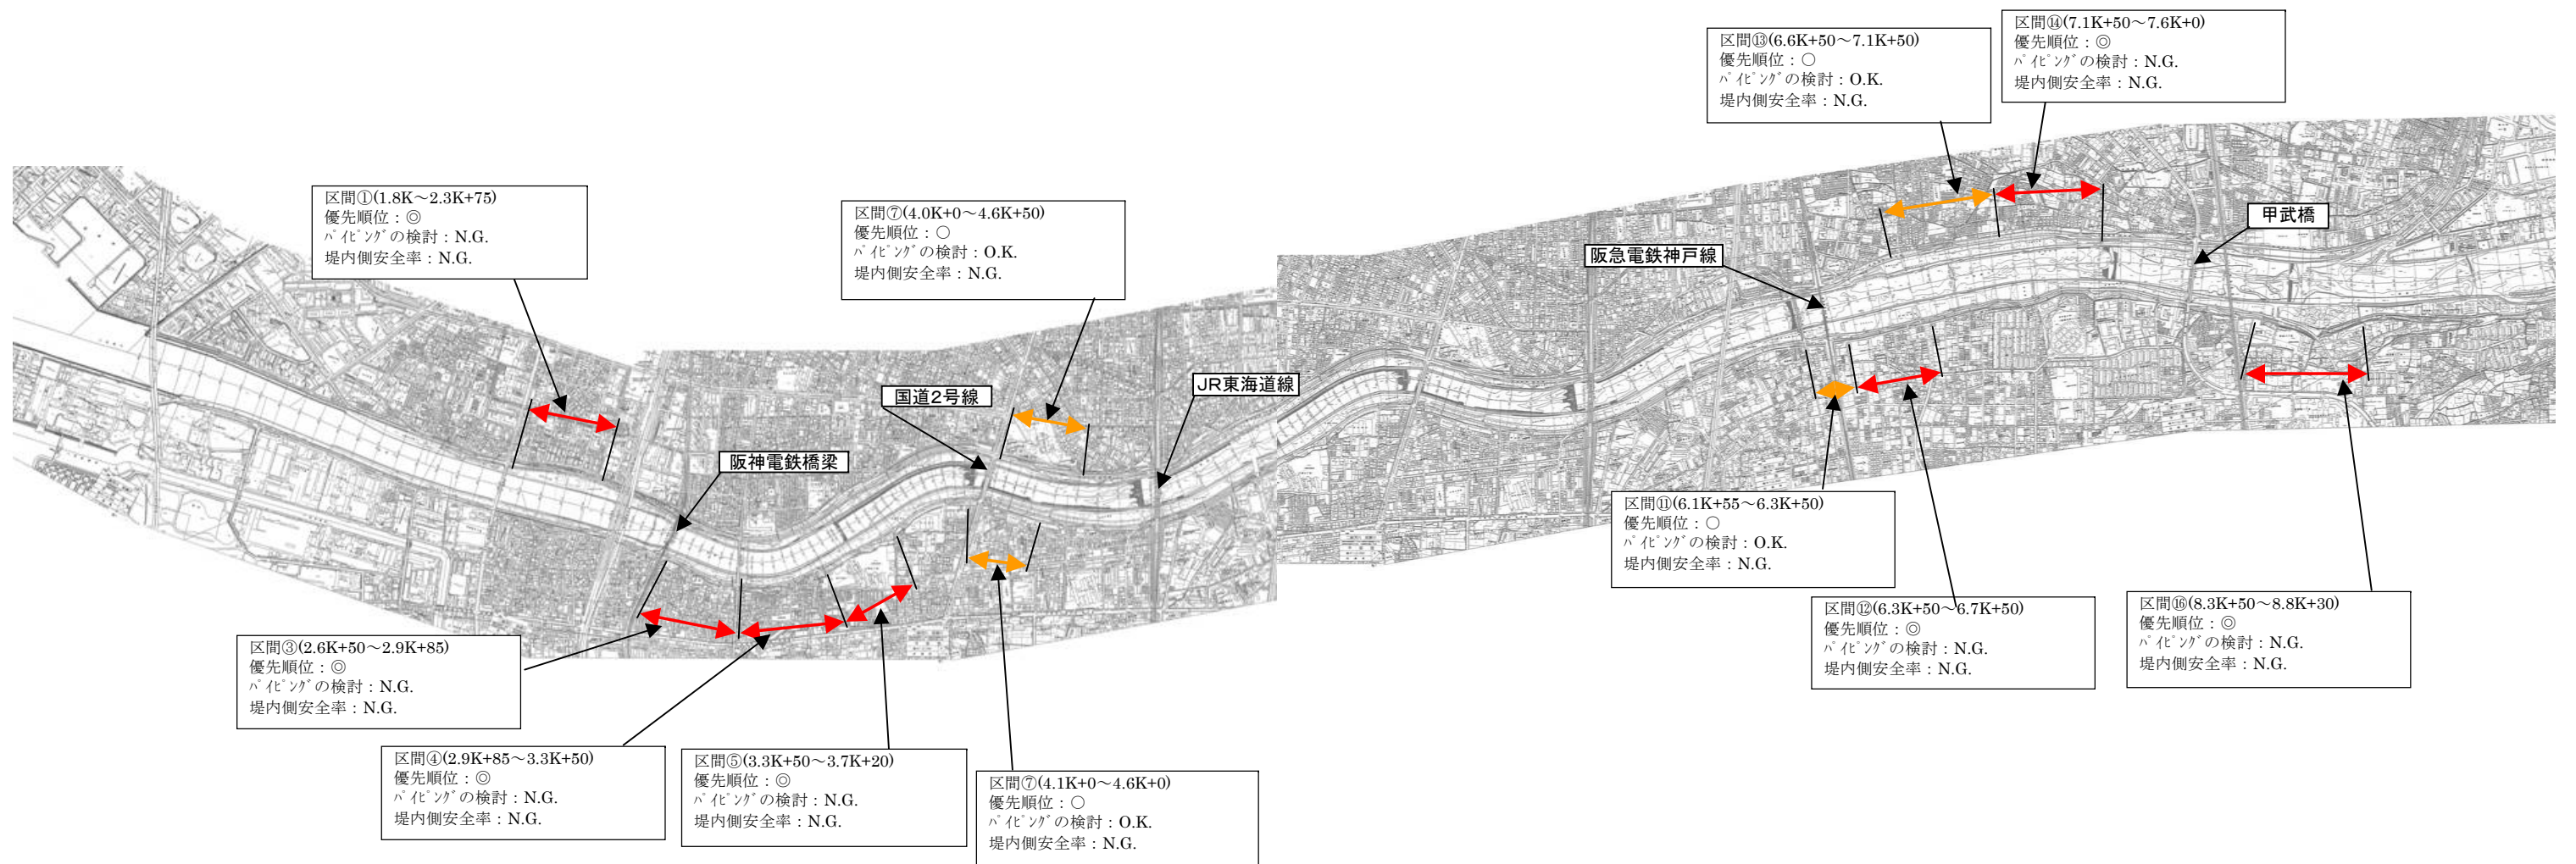 区間①(1.8K～2.3K+75)
優先順位：◎
ﾊﾟｲﾋﾟﾝｸﾞの検討：N.G.
堤内側安全率：N.G.
区間⑦(4.0K+0～4.6K+50)
優先順位：○
ﾊﾟｲﾋﾟﾝｸﾞの検討：O.K.
堤内側安全率：N.G.
区間⑬(6.6K+50～7.1K+50)
優先順位：○
ﾊﾟｲﾋﾟﾝｸﾞの検討：O.K.
堤内側安全率：N.G.
区間⑭(7.1K+50～7.6K+0)
優先順位：◎
ﾊﾟｲﾋﾟﾝｸﾞの検討：N.G.
堤内側安全率：N.G.
阪神電鉄橋梁
国道2号線
JR東海道線
阪急電鉄神戸線
甲武橋
区間③(2.6K+50～2.9K+85)
優先順位：◎
ﾊﾟｲﾋﾟﾝｸﾞの検討：N.G.
堤内側安全率：N.G.
区間④(2.9K+85～3.3K+50)
優先順位：◎
ﾊﾟｲﾋﾟﾝｸﾞの検討：N.G.
堤内側安全率：N.G.
区間⑤(3.3K+50～3.7K+20)
優先順位：◎
ﾊﾟｲﾋﾟﾝｸﾞの検討：N.G.
堤内側安全率：N.G.
区間⑦(4.1K+0～4.6K+0)
優先順位：○
ﾊﾟｲﾋﾟﾝｸﾞの検討：O.K.
堤内側安全率：N.G.
区間⑪(6.1K+55～6.3K+50)
優先順位：○
ﾊﾟｲﾋﾟﾝｸﾞの検討：O.K.
堤内側安全率：N.G.
区間⑫(6.3K+50～6.7K+50)
優先順位：◎
ﾊﾟｲﾋﾟﾝｸﾞの検討：N.G.
堤内側安全率：N.G.
区間⑯(8.3K+50～8.8K+30)
優先順位：◎
ﾊﾟｲﾋﾟﾝｸﾞの検討：N.G.
堤内側安全率：N.G.